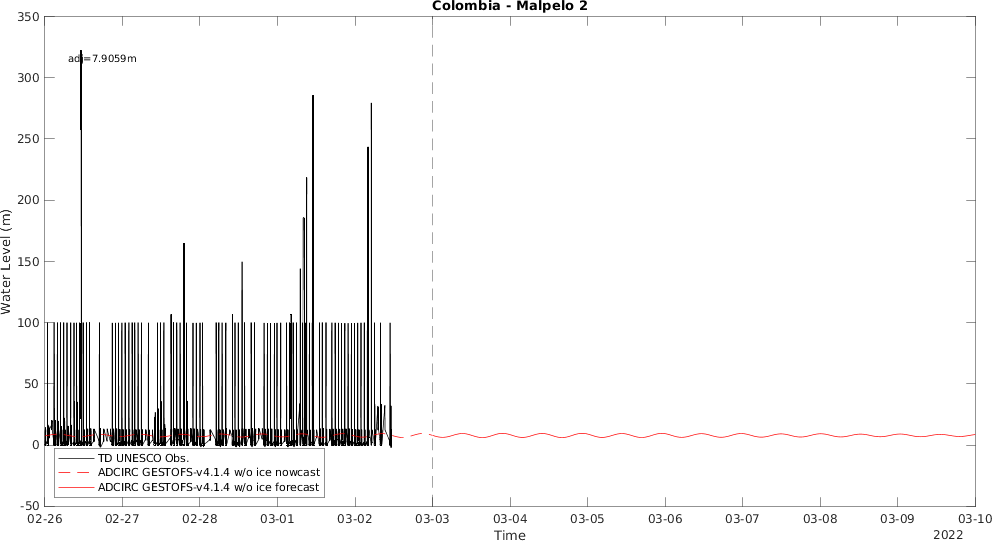 Colombia - Malpelo 2
adj=7.9059m
Water Level (m)
350
300
250
200
150
100
50
0
-50
TD UNESCO Obs.
ADCIRC GESTOFS-v4.1.4 w/o ice nowcast
ADCIRC GESTOFS-v4.1.4 w/o ice forecast
02-26 02-27 02-28 03-01 03-02 03-03 03-04 03-05 03-06 03-07 03-08 03-09 03-10
Time
2022